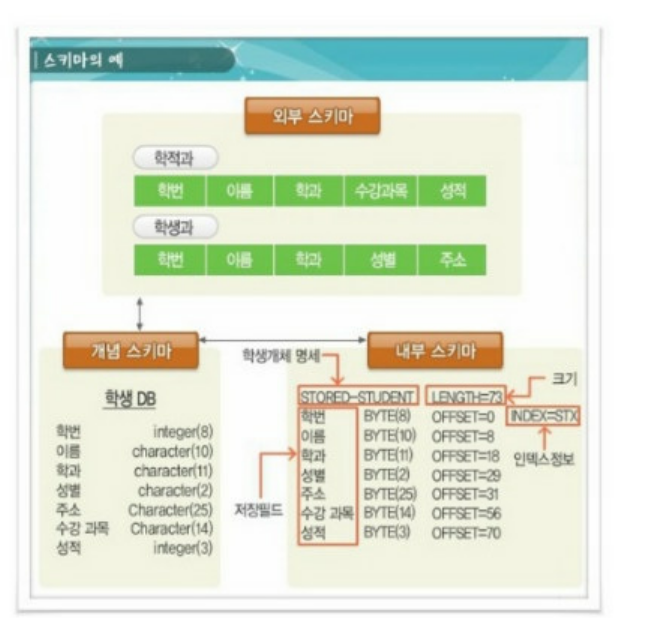 스키마의 예
외부 스키마
학적과
학번 이름 학과 수강과목 성적
학생과
학번 이름 학과 성별 주소
개념 스키마
학생 DB
학번 integer(8)
이름 character(10)
학과 character(11)
성별 character(2)
주소 Character(25)
수강 과목 Character(14)
성적 integer(3)
내부 스키마
학생개체 명세
크기
STORED-STUDENT LENGTH=73
학번 BYTE(8) OFFSET=0 INDEX=STX
이름 BYTE(10) OFFSET=8
학과 BYTE(11) OFFSET=18
성별 BYTE(2) OFFSET=29
주소 BYTE(25) OFFSET=31
수강 과목 BYTE(14) OFFSET=56
성적 BYTE(3) OFFSET=70
인덱스정보
저장필드